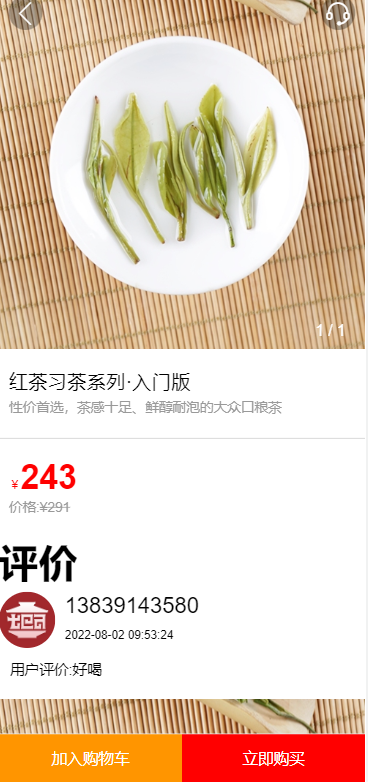 1 / 1
红茶习茶系列·入门版
性价首选，茶感十足、鲜醇耐泡的大众口粮茶
¥243
价格:¥291
评价
13839143580
2022-08-02 09:53:24
用户评价:好喝
加入购物车
立即购买